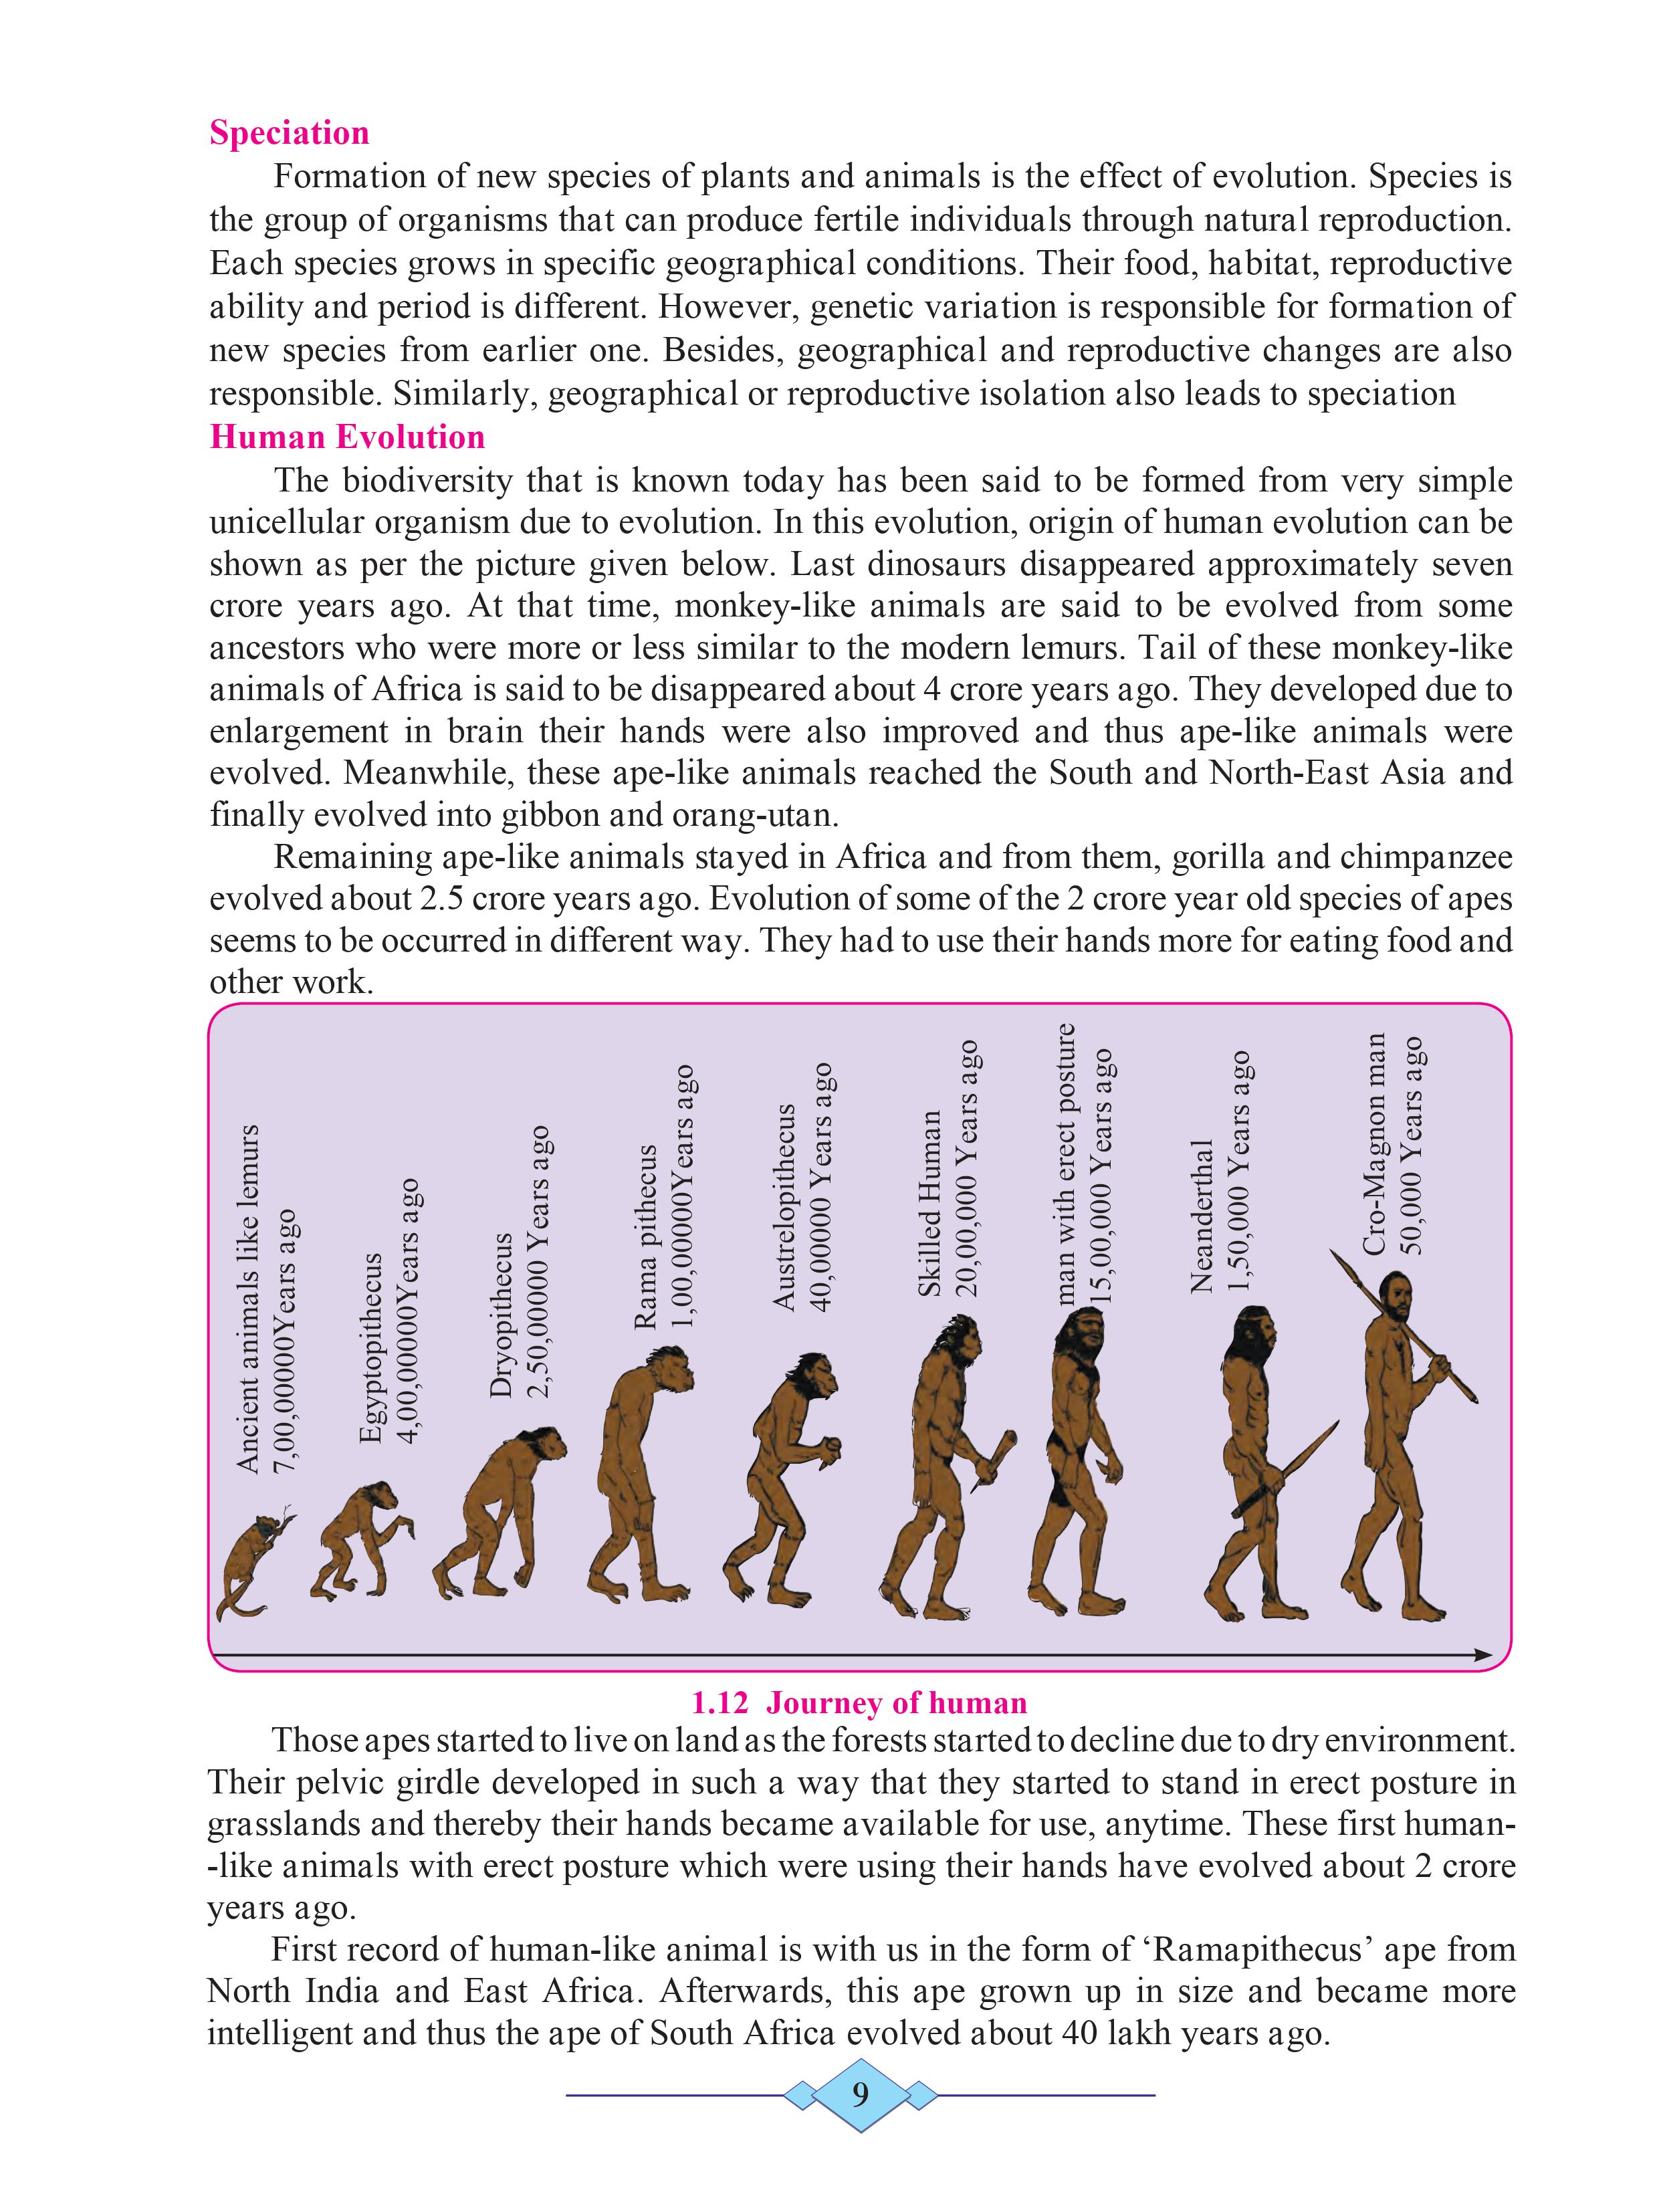 Speciation
Formation of new species of plants and animals is the effect of evolution. Species is
the group of organisms that can produce fertile individuals through natural reproduction.
Each species grows in specific geographical conditions. Their food, habitat, reproductive
ability and period is different. However, genetic variation is responsible for formation of
new species from earlier one. Besides, geographical and reproductive changes are also
responsible. Similarly, geographical or reproductive isolation also leads to speciation
Human Evolution
The biodiversity that is known today has been said to be formed from very simple
unicellular organism due to evolution. In this evolution, origin of human evolution can be
shown as per the picture given below. Last dinosaurs disappeared approximately seven
crore years ago. At that time, monkey-like animals are said to be evolved from some
ancestors who were more or less similar to the modern lemurs. Tail of these monkey-like
animals of Africa is said to be disappeared about 4 crore years ago. They developed due to
enlargement in brain their hands were also improved and thus ape-like animals were
evolved. Meanwhile, these ape-like animals reached the South and North-East Asia and
finally evolved into gibbon and orang-utan.
Remaining ape-like animals stayed in Africa and from them, gorilla and chimpanzee
evolved about 2.5 crore years ago. Evolution of some of the 2 crore year old species of apes
seems to be occurred in different way. They had to use their hands more for eating food and
other work.
Ancient animals like lemurs
7,00,00000Years ago
Egyptopithecus
4,00,00000Years ago
Dryopithecus
2,50,00000 Years ago
Rama pithecus
1,00,00000Years ago
Austrelopithecus
40,00000 Years ago
Skilled Human
20,00,000 Years ago
man with erect posture
15,00,000 Years ago
Neanderthal
1,50,000 Years ago
Cro-Magnon man
50,000 Years ago
1.12 Journey of human
Those apes started to live on land as the forests started to decline due to dry environment.
Their pelvic girdle developed in such a way that they started to stand in erect posture in
grasslands and thereby their hands became available for use, anytime. These first human-
-like animals with erect posture which were using their hands have evolved about 2 crore
years ago.
First record of human-like animal is with us in the form of ‘Ramapithecus’ ape from
North India and East Africa. Afterwards, this ape grown up in size and became more
intelligent and thus the ape of South Africa evolved about 40 lakh years ago.
9